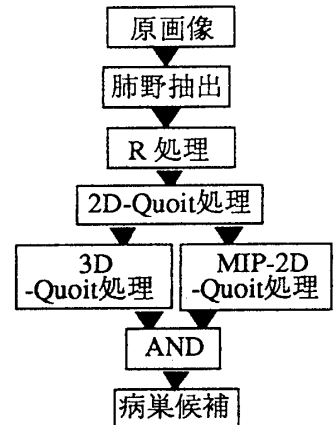 原画像
肺野抽出
R 処理
2D-Quoit処理
3D
-Quoit処理
MIP-2D
-Quoit処理
AND
病巣候補